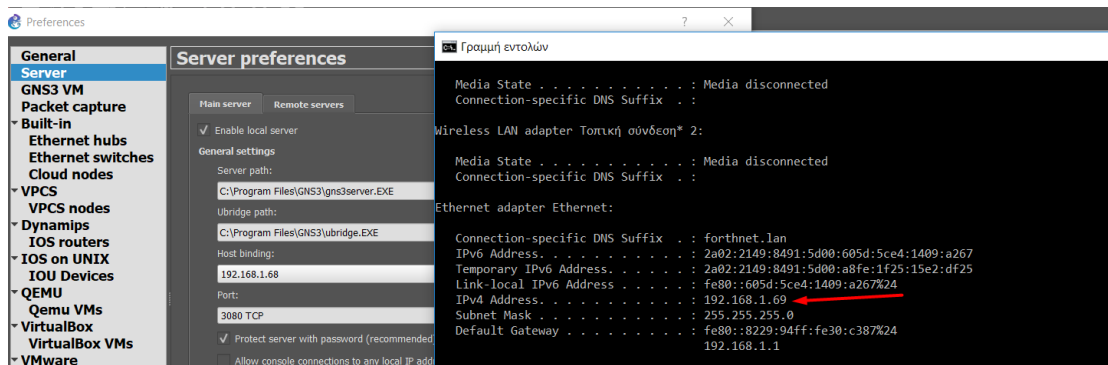 Preferences
?
General
Server
GNS3 VM
Packet capture
Built-in
Ethernet hubs
Ethernet switches
Cloud nodes
VPCS
VPCS nodes
Dynamips
IOS routers
IOS on UNIX
IOU Devices
QEMU
Qemu VMs
VirtualBox
VirtualBox VMs
VMware
Server preferences
Main server Remote servers
Enable local server
General settings
Server path:
C:\Program Files\GNS3\gns3server.EXE
Ubridge path:
C:\Program Files\GNS3\ubridge.EXE
Host binding:
192.168.1.68
Port:
3080 TCP
Protect server with password (recommended
Allow console connections to any local IP addr
Γραμμή εντολών
Media State . . . . . . . . . . . : Media disconnected
Connection-specific DNS Suffix  . :
Wireless LAN adapter Τοπική σύνδεση* 2:
Media State . . . . . . . . . . . : Media disconnected
Connection-specific DNS Suffix  . :
Ethernet adapter Ethernet:
Connection-specific DNS Suffix  . : forthnet.lan
IPv6 Address. . . . . . . . . . . : 2a02:2149:8491:5d00:605d:5ce4:1409:a267
Temporary IPv6 Address. . . . . . : 2a02:2149:8491:5d00:a8fe:1f25:15e2:df25
Link-local IPv6 Address . . . . . : fe80::605d:5ce4:1409:a267%24
IPv4 Address. . . . . . . . . . . : 192.168.1.69
Subnet Mask . . . . . . . . . . . : 255.255.255.0
Default Gateway . . . . . . . . . : fe80::8229:94ff:fe30:c387%24
192.168.1.1